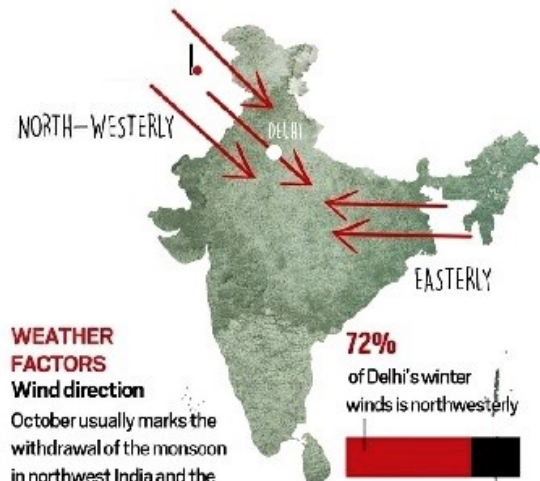 NORTH-WESTERLY
DELHI
EASTERLY
WEATHER
FACTORS
Wind direction
October usually marks the
withdrawal of the monsoon
in northwest India and the
72%
of Delhi's winter
winds is northwesterly